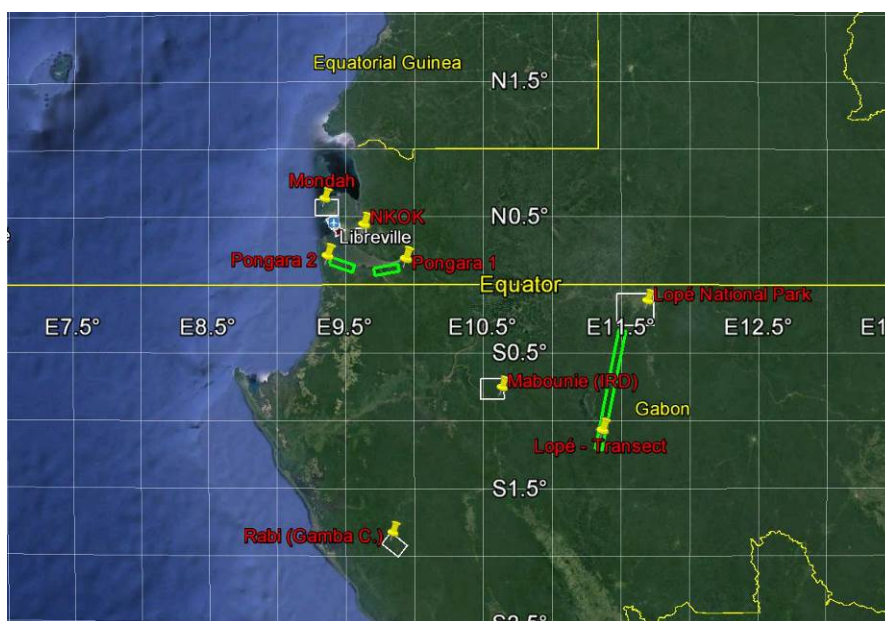 Equatorial Guinea
N1.5°
Mondah
NKOK
N0.5°
Libreville
Pongara 2
Pongara 1
Equator
Lopé National Park
E7.5°
E8.5°
E9.5°
E10.5°
E11.5°
E12.5°
S0.5°
Mabounie (IRD)
Gabon
Lopé - Transect
S1.5°
Rabi (Gamba C.)